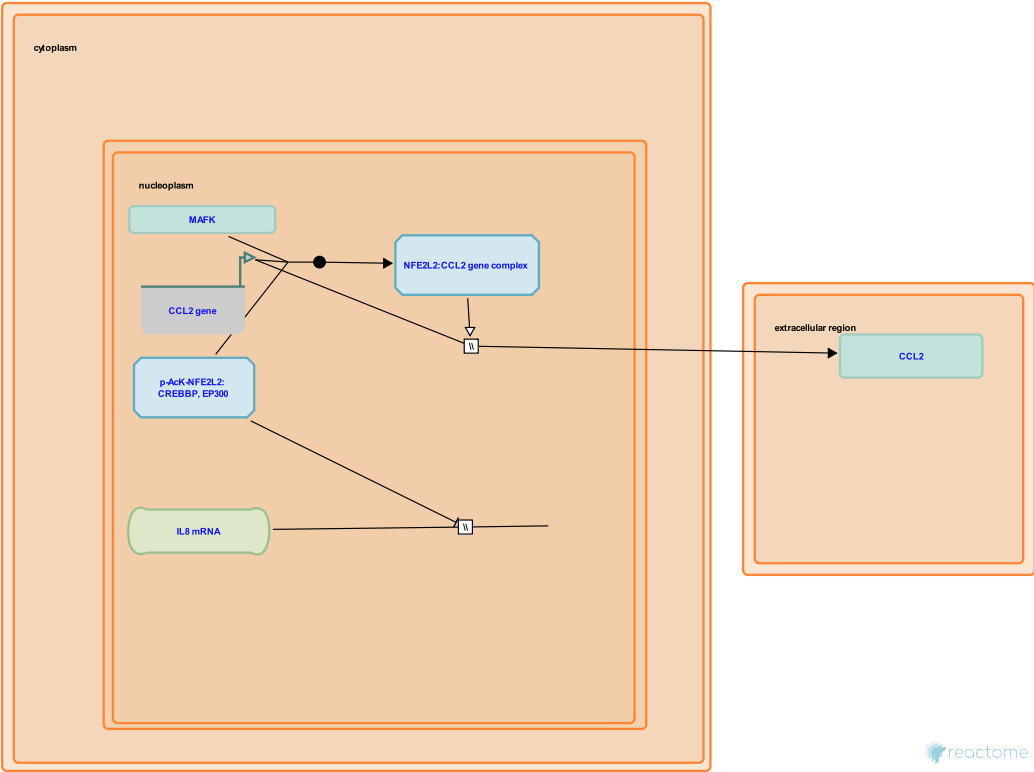 cytoplasm
nucleoplasm
MAFK
NFE2L2:CCL2 gene complex
CCL2 gene
\\
extracellular region
CCL2
p-AcK-NFE2L2:
CREBBP, EP300
\\
IL8 mRNA
reactome